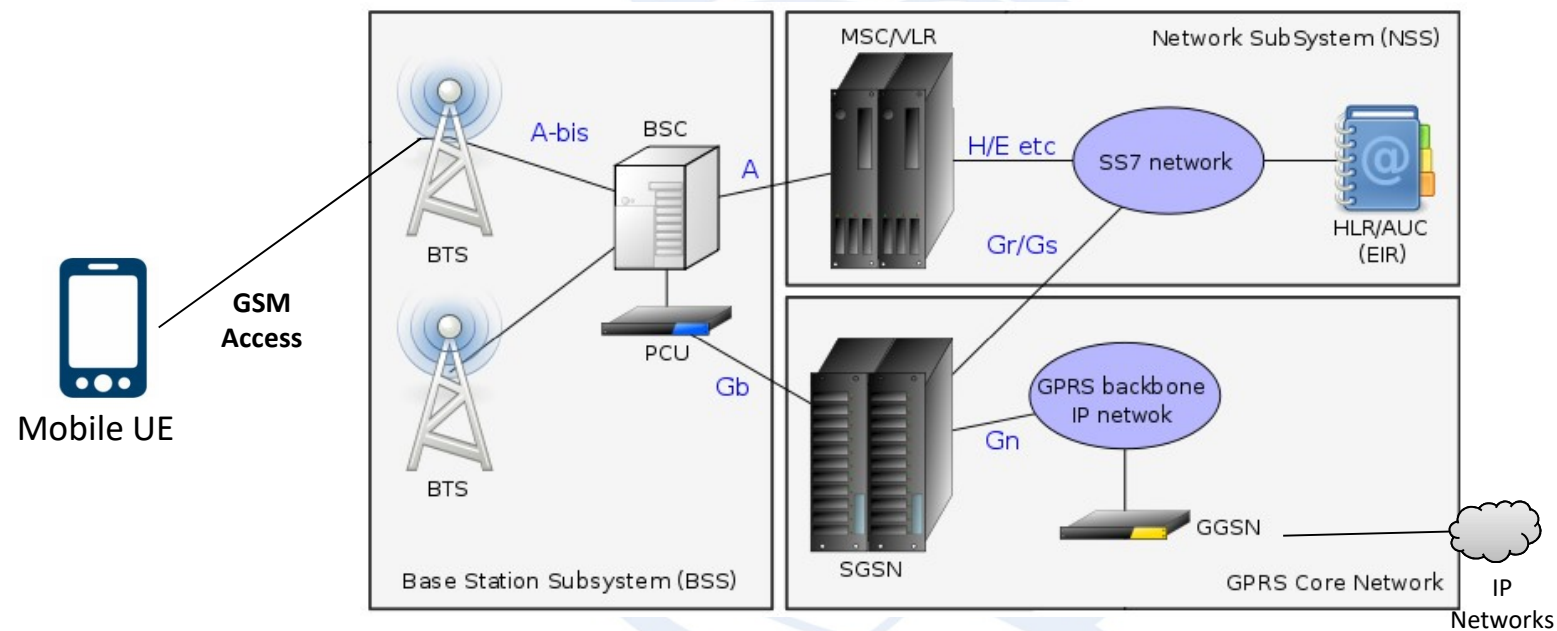 MSC/VLR
Network SubSystem (NSS)
A-bis
BSC
A
H/E etc
SS7 network
HLR/AUC
(EIR)
BTS
Gr/Gs
GSM
Access
Mobile UE
PCU
Gb
BTS
GPRS backbone
IP netwok
Gn
GGSN
SGSN
Base Station Subsystem (BSS)
GPRS Core Network
IP
Networks